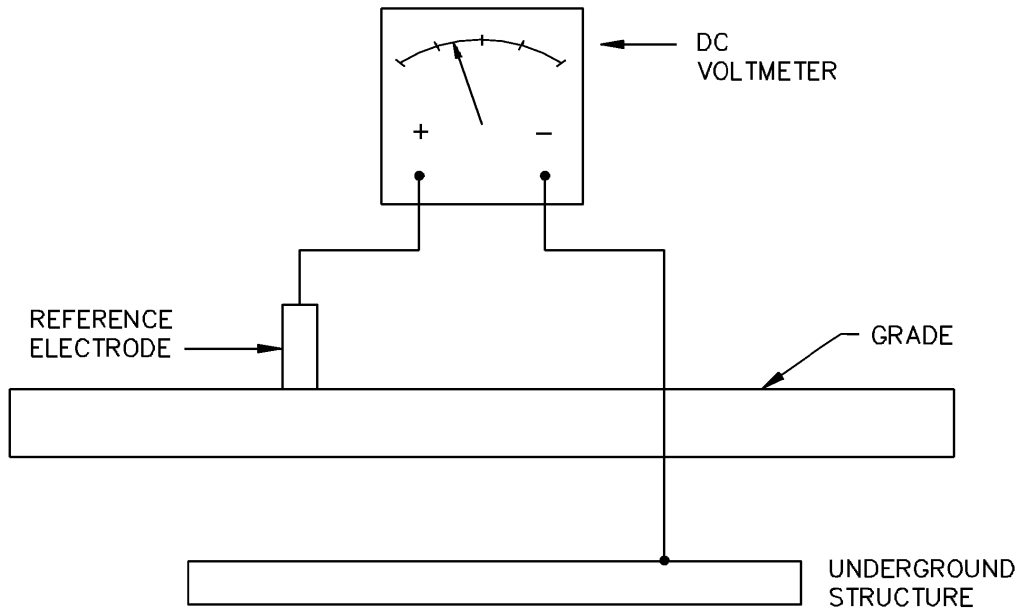 DC
VOLTMETER
+ −
REFERENCE
ELECTRODE
GRADE
UNDERGROUND
STRUCTURE